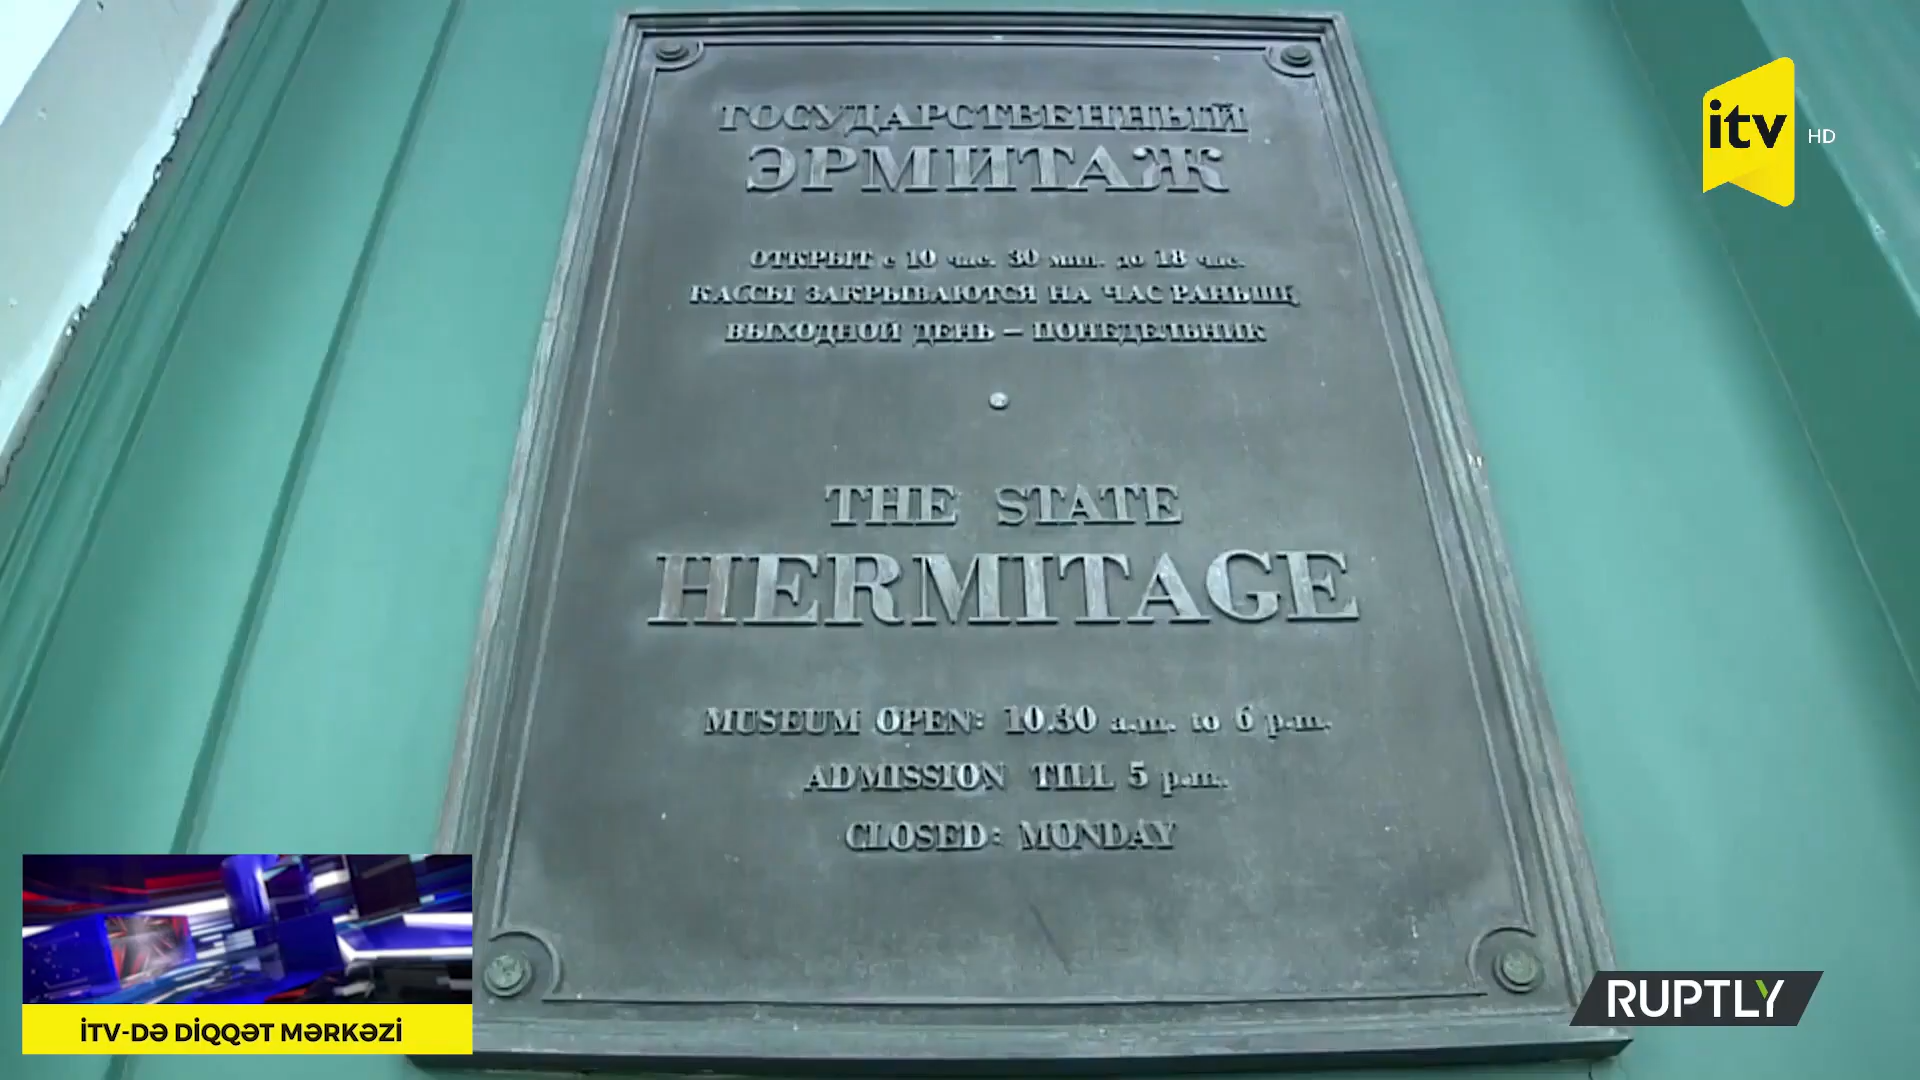 ГОСУДАРСТВЕННЫЙ
ЭРМИТАЖ
ОТКРЫТ с 10 час. 30 мин. до 18 час.
КАССЫ ЗАКРЫВАЮТСЯ НА ЧАС РАНЬШЕ
ВЫХОДНОЙ ДЕНЬ – ПОНЕДЕЛЬНИК
THE STATE
HERMITAGE
MUSEUM OPEN: 10.30 a.m. to 6 p.m.
ADMISSION TILL 5 p.m.
CLOSED: MONDAY
itv HD
İTV-DƏ DİQQƏT MƏRKƏZİ
RUPTLY